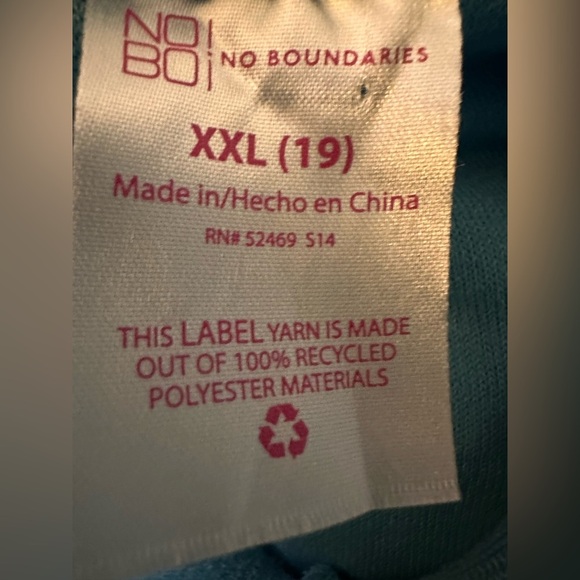 NO!
BO¡ NO BOUNDARIES
XXL (19)
Made in/Hecho en China
RN# 52469 S14
THIS LABEL YARN IS MADE
OUT OF 100% RECYCLED
POLYESTER MATERIALS